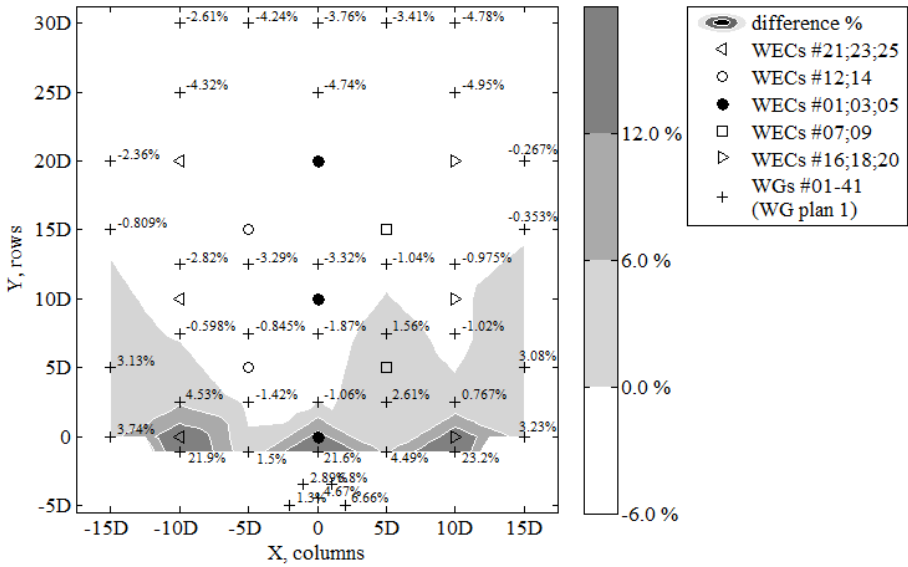 30D
-2.61%
-4.24%
-3.76%
-3.41%
-4.78%
25D
-4.32%
-4.74%
-4.95%
20D
-2.36%
-0.267%
15D
-0.809%
-0.353%
-2.82%
-3.29%
-3.32%
-1.04%
-0.975%
10D
-0.598%
-0.845%
-1.87%
1.56%
-1.02%
5D
3.13%
3.08%
4.53%
-1.42%
-1.06%
2.61%
0.767%
0
3.74%
3.23%
21.9%
1.5%
21.6%
4.49%
23.2%
4.67%
-5D
1.3%
6.66%
Y, rows
-15D -10D -5D 0 5D 10D 15D
X, columns
12.0 %
6.0 %
0.0 %
-6.0 %
difference %
WECs #21;23;25
WECs #12;14
WECs #01;03;05
WECs #07;09
WECs #16;18;20
WGs #01-41
(WG plan 1)